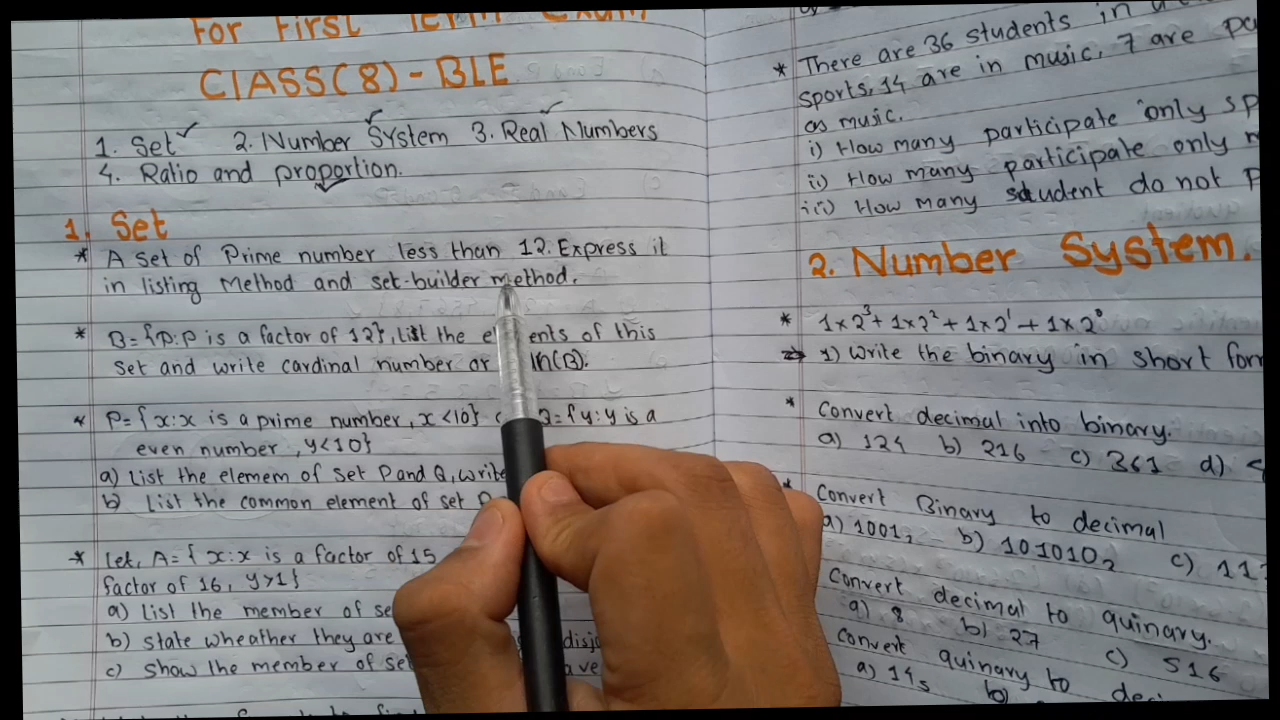 For First Term Exam
ClASS(8)-BLE
1. Set 2. Number System 3. Real Numbers
4. Ratio and proportion.
1. Set
* A set of Prime number less than 12. Express it
in listing Method and set-builder method.
* B={P:P is a factor of 12}, list the of this
set and write cardinal number or n(B).
* P={x:x is a prime number, x<10} Q={y:y is a
even number, y<10}
a) List the elemem of set P and Q, write
b) List the common element of set
* Let, A={x:x is a factor of 15
factor of 16, y>1}
a) list the member of
b) state wheather they are
c) show the member of
* There are 36 students in
sports, 14 are in music, 7 are
as music.
i) How many participate only
ii) How many participate only
iii) How many student do not
2. Number System.
* 1×2³+1×2²+1×2¹+1×2⁰
1) Write the binary in short
* Convert decimal into binary.
a) 124 b) 216 c) 361 d)
Convert Binary to decimal
a) 1001₂ b) 101010₂ c)
Convert decimal to quinary.
a) 8 b) 27 c) 516
Convert quinary to
a) 14₅ b)